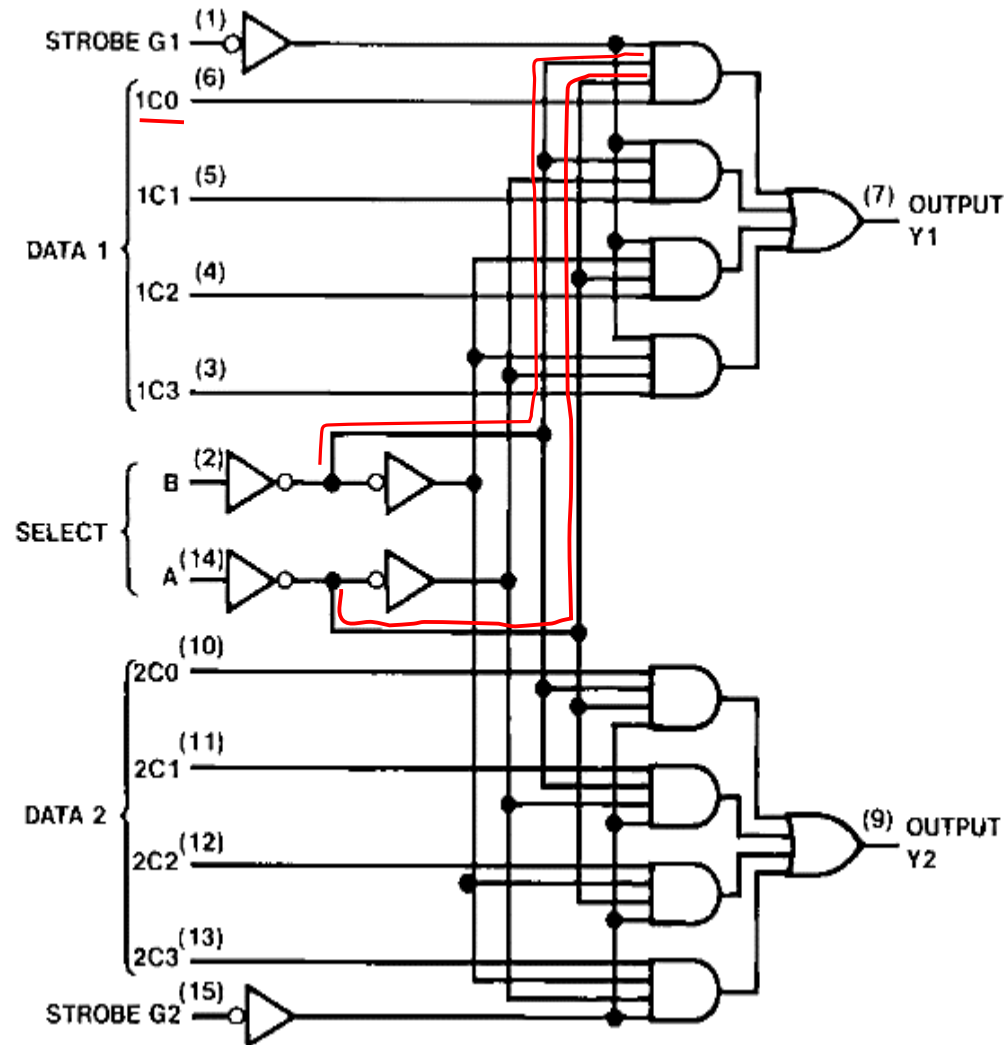 STROBE G1 (1)
1C0 (6)
1C1 (5)
DATA 1
1C2 (4)
1C3 (3)
B (2)
SELECT
A (14)
2C0 (10)
2C1 (11)
DATA 2
2C2 (12)
2C3 (13)
STROBE G2 (15)
(7) OUTPUT
Y1
(9) OUTPUT
Y2